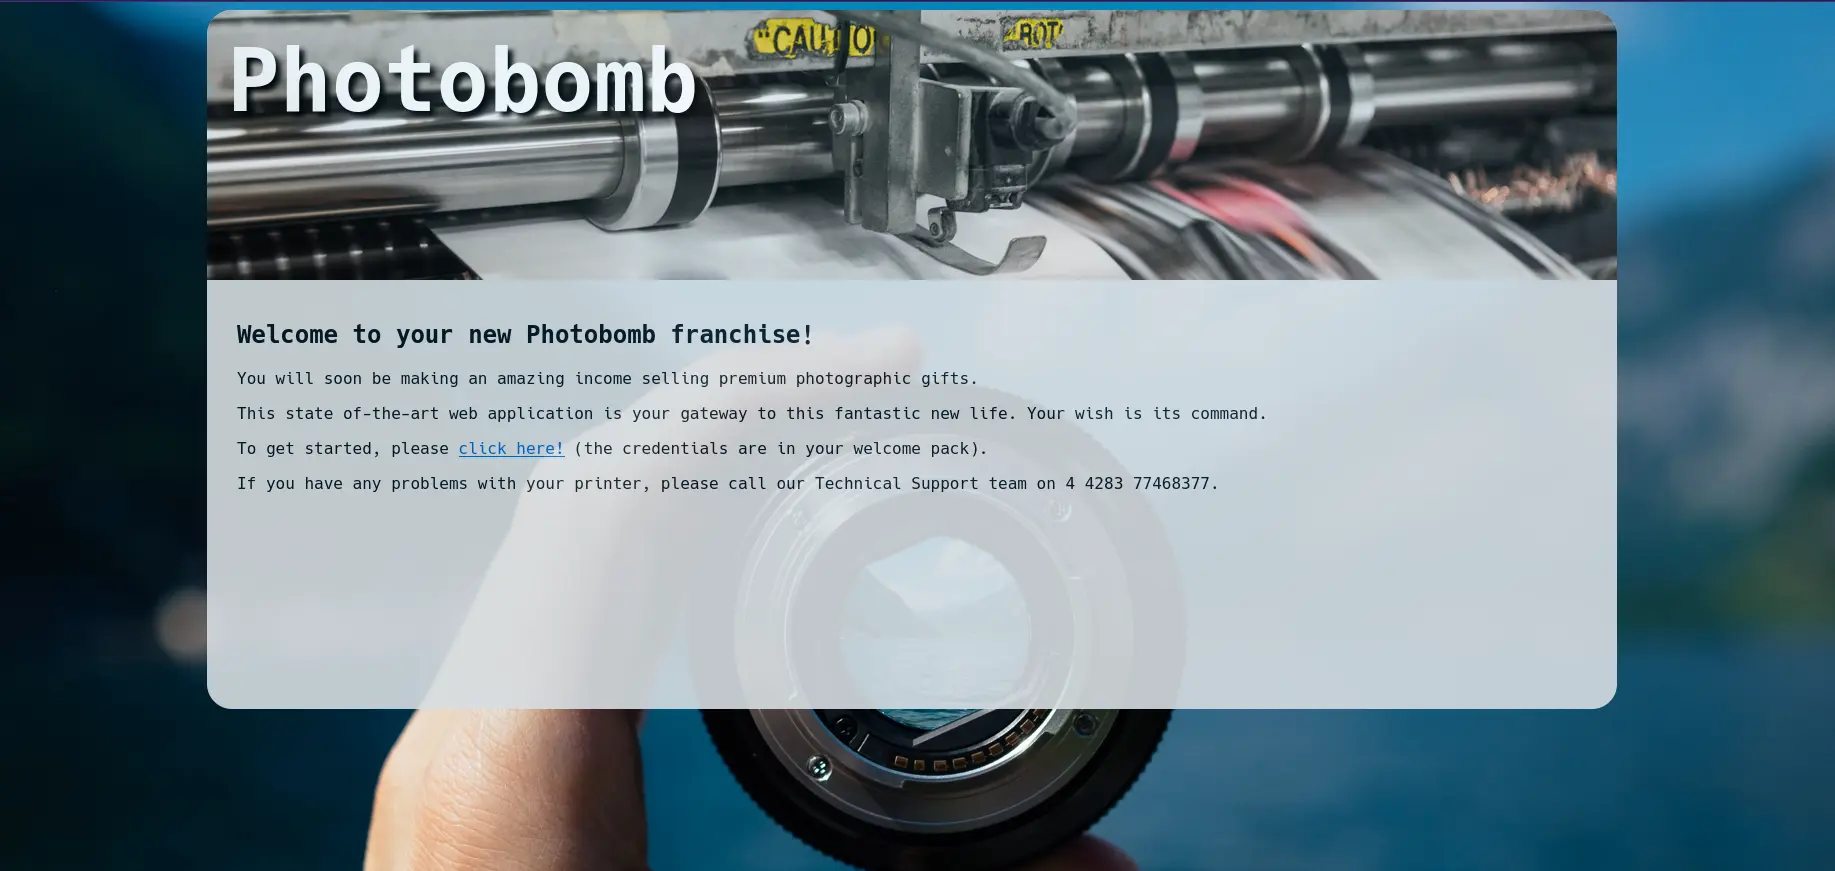 "CAUTIO
ROT
Photobomb
Welcome to your new Photobomb franchise!
You will soon be making an amazing income selling premium photographic gifts.
This state of-the-art web application is your gateway to this fantastic new life. Your wish is its command.
To get started, please click here! (the credentials are in your welcome pack).
If you have any problems with your printer, please call our Technical Support team on 4 4283 77468377.